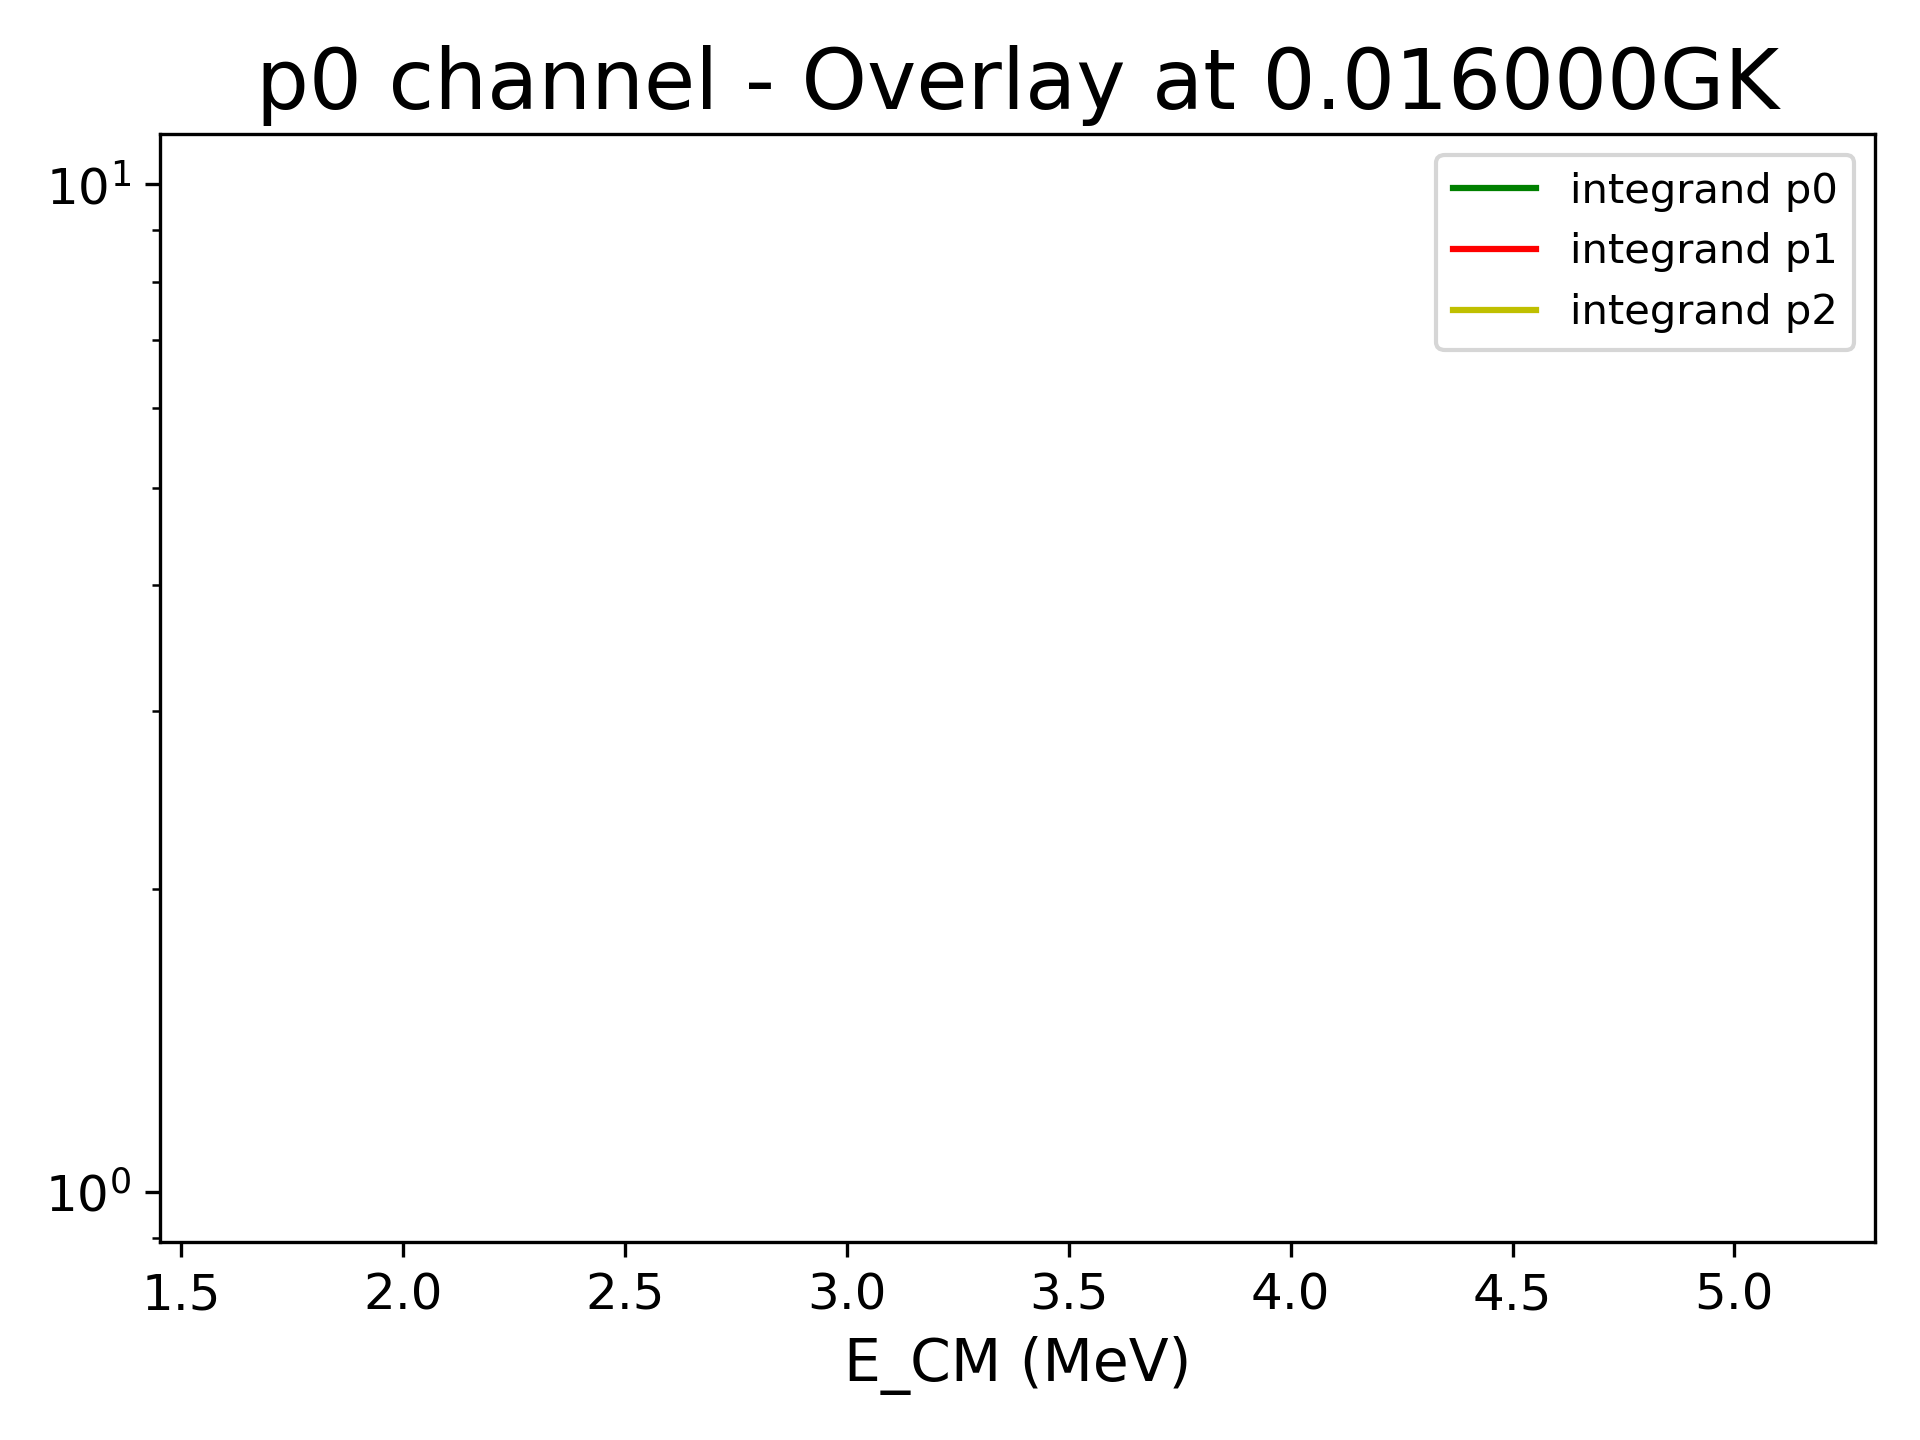 p0 channel - Overlay at 0.016000GK
10¹
10⁰
integrand p0
integrand p1
integrand p2
1.5 2.0 2.5 3.0 3.5 4.0 4.5 5.0
E_CM (MeV)